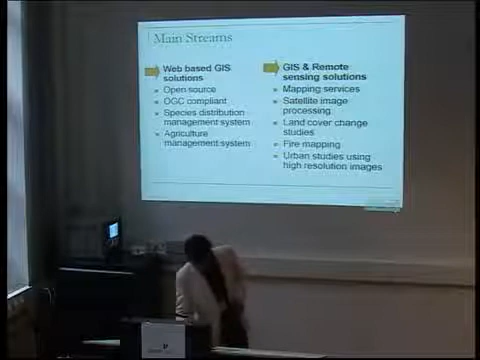 Main Streams
Web based GIS
solutions
Open source
OGC compliant
Species distribution
management system
Agriculture
management system
GIS & Remote
sensing solutions
Mapping services
Satellite image
processing
Land cover change
studies
Fire mapping
Urban studies using
high resolution images